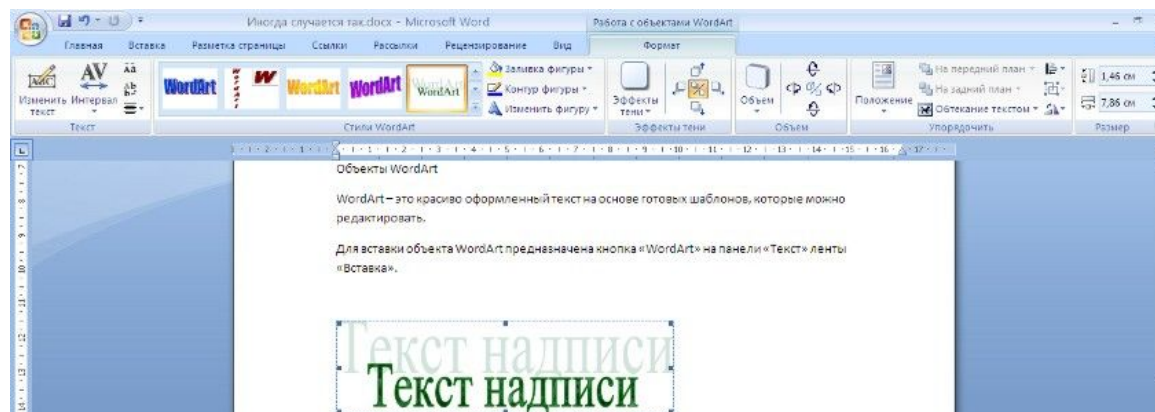 Иногда случается так.docx - Microsoft Word
Работа с объектами WordArt
Главная Вставка Разметка страницы Ссылки Рассылки Рецензирование Вид Формат
Изменить текст
Интервал
Текст
WordArt WordArt W WordArt WordArt WordArt
Заливка фигуры
Контур фигуры
Изменить фигуру
Стили WordArt
Эффекты тени
Эффекты тени
Объем
Объем
Положение
На передний план
На задний план
Обтекание текстом
Упорядочить
1,46 см
7,86 см
Размер
Объекты WordArt
WordArt – это красиво оформленный текст на основе готовых шаблонов, которые можно
редактировать.
Для вставки объекта WordArt предназначена кнопка «WordArt» на панели «Текст» ленты
«Вставка».
Текст надписи